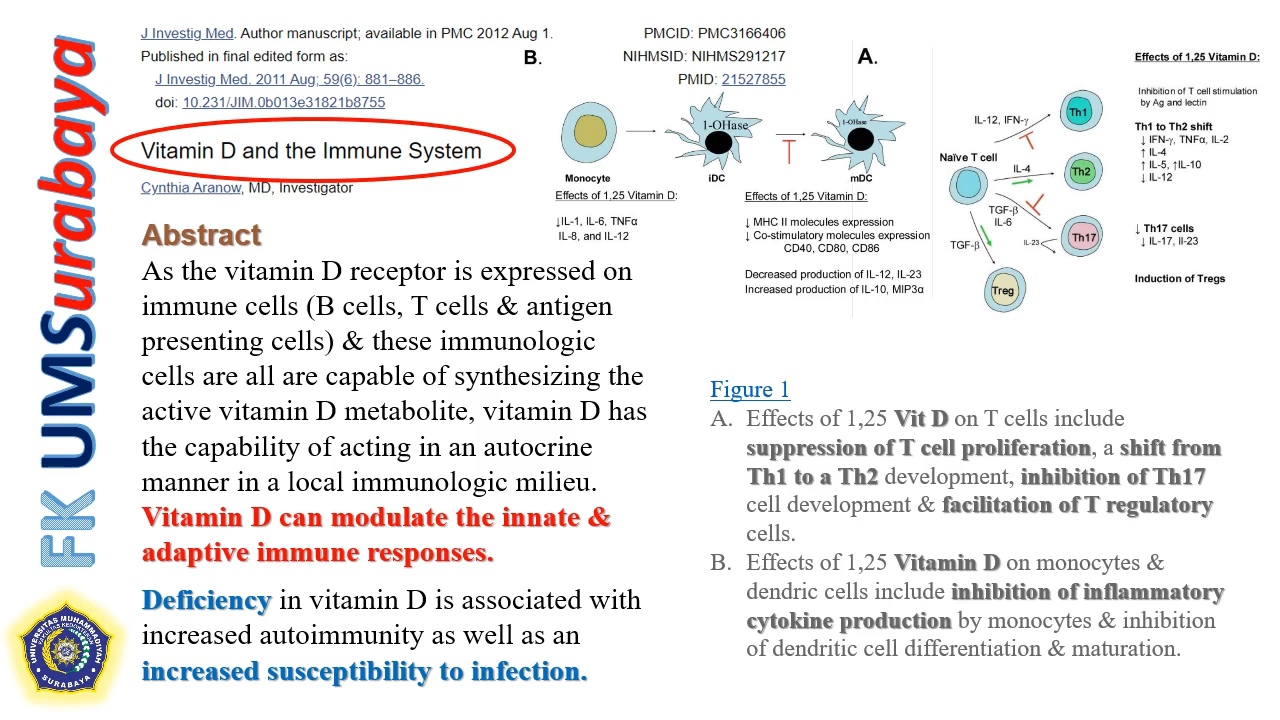 FK UMSurabaya
UNIVERSITAS MUHAMMADIYAH
FAKULTAS KEDOKTERAN
SURABAYA
J Investig Med. Author manuscript; available in PMC 2012 Aug 1.
Published in final edited form as:
J Investig Med. 2011 Aug; 59(6): 881–886.
doi: 10.231/JIM.0b013e31821b8755
PMCID: PMC3166406
NIHMSID: NIHMS291217
PMID: 21527855
Vitamin D and the Immune System
Cynthia Aranow, MD, Investigator
Abstract
As the vitamin D receptor is expressed on
immune cells (B cells, T cells & antigen
presenting cells) & these immunologic
cells are all are capable of synthesizing the
active vitamin D metabolite, vitamin D has
the capability of acting in an autocrine
manner in a local immunologic milieu.
Vitamin D can modulate the innate &
adaptive immune responses.
Deficiency in vitamin D is associated with
increased autoimmunity as well as an
increased susceptibility to infection.
B.
1-OHase
1-OHase
Monocyte
iDC
mDC
Effects of 1,25 Vitamin D:
↓IL-1, IL-6, TNFα
IL-8, and IL-12
Effects of 1,25 Vitamin D:
↓ MHC II molecules expression
↓ Co-stimulatory molecules expression
CD40, CD80, CD86
Decreased production of IL-12, IL-23
Increased production of IL-10, MIP3α
A.
Naïve T cell
IL-12, IFN-γ
Th1
IL-4
Th2
TGF-β
IL-6
Th17
IL-23
TGF-β
Treg
Effects of 1,25 Vitamin D:
Inhibition of T cell stimulation
by Ag and lectin
Th1 to Th2 shift
↓ IFN-γ, TNFα, IL-2
↑ IL-4
↑ IL-5, ↑IL-10
↓ IL-12
↓ Th17 cells
↓ IL-17, Il-23
Induction of Tregs
Figure 1
A. Effects of 1,25 Vit D on T cells include
suppression of T cell proliferation, a shift from
Th1 to a Th2 development, inhibition of Th17
cell development & facilitation of T regulatory
cells.
B. Effects of 1,25 Vitamin D on monocytes &
dendric cells include inhibition of inflammatory
cytokine production by monocytes & inhibition
of dendritic cell differentiation & maturation.